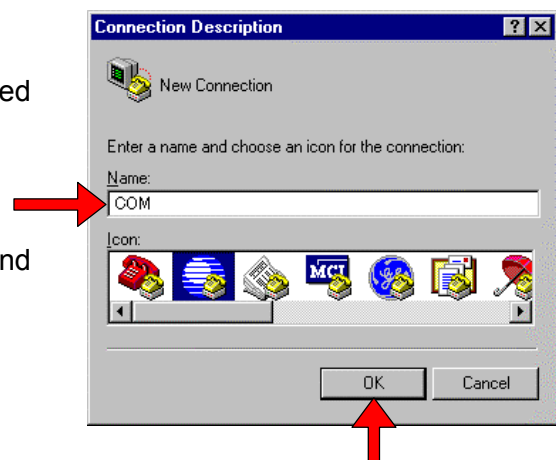 Connection Description
ed
New Connection
Enter a name and choose an icon for the connection:
Name:
COM
nd
Icon:
MCI
OK Cancel